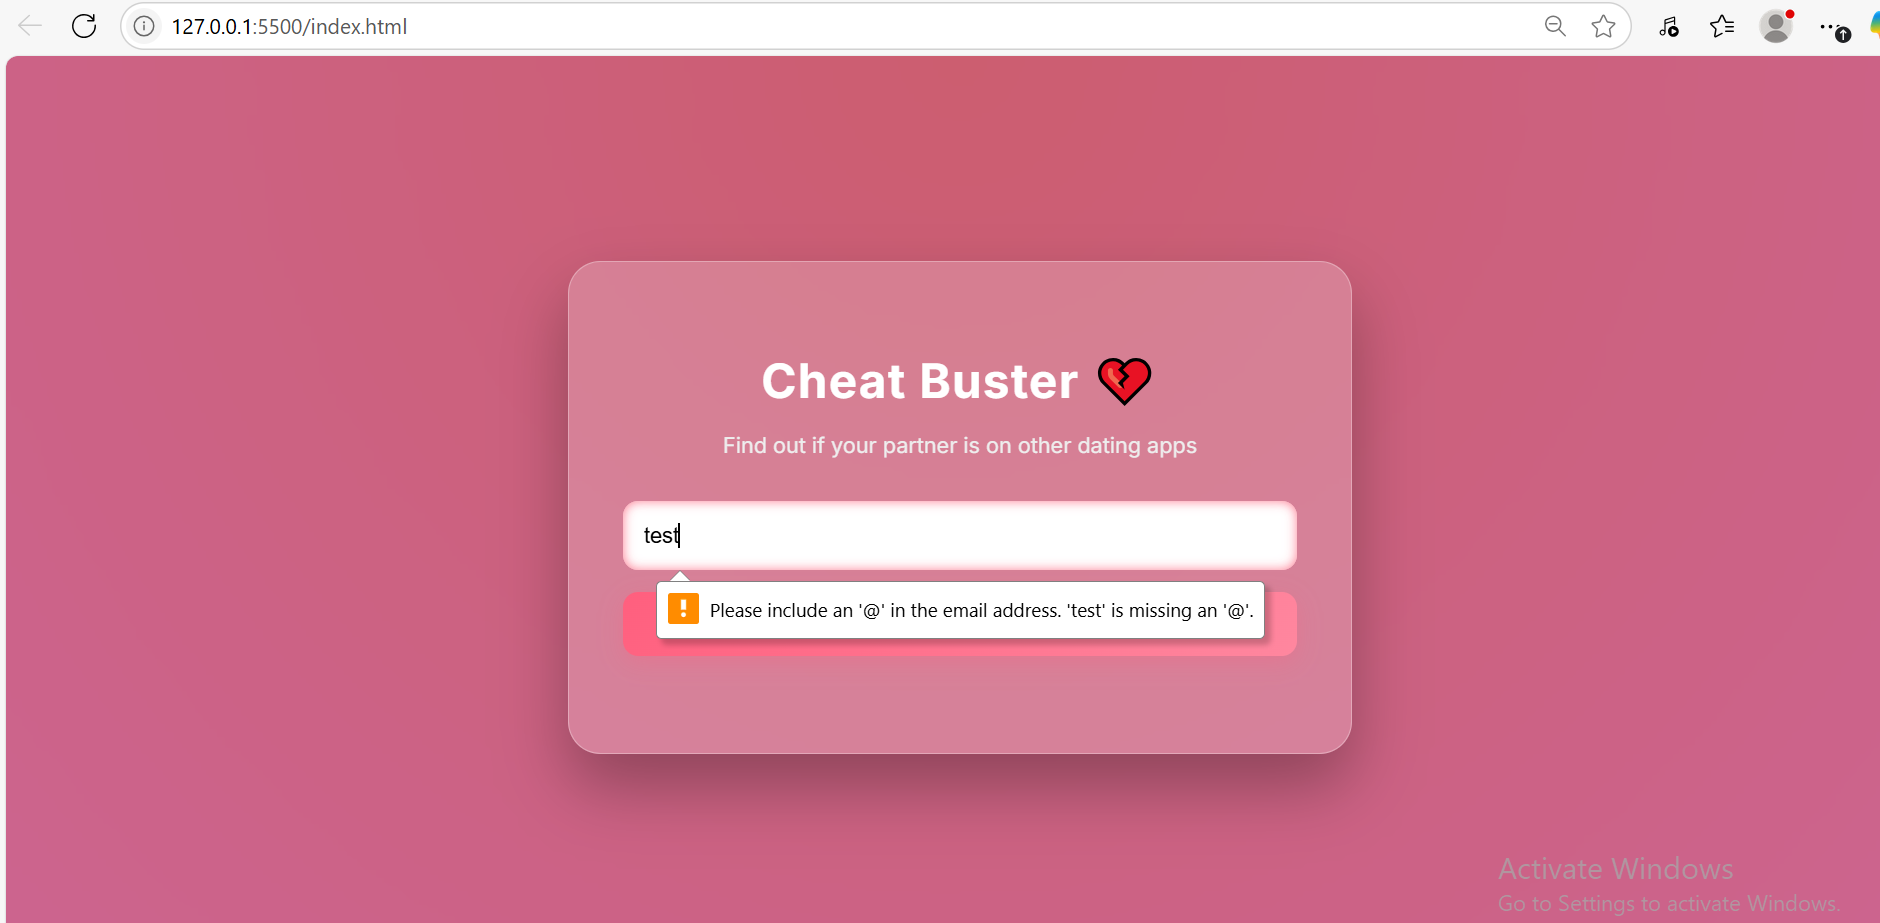 127.0.0.1:5500/index.html
Cheat Buster 💔
Find out if your partner is on other dating apps
test
Please include an '@' in the email address. 'test' is missing an '@'.
Activate Windows
Go to Settings to activate Windows.